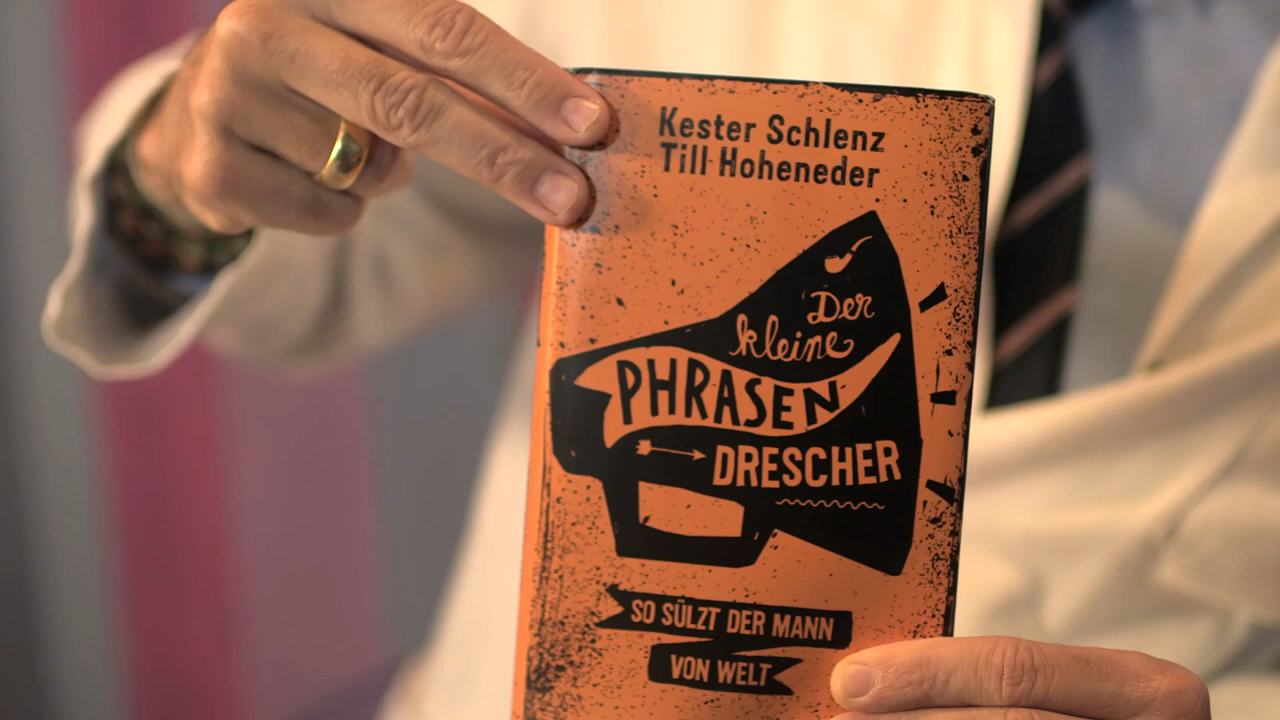 Kester Schlenz
Till Hoheneder
Der
kleine
PHRASEN
DRESCHER
SO SÜLZT DER MANN
VON WELT